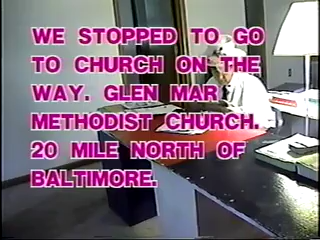 WE STOPPED TO GO
TO CHURCH ON THE
WAY. GLEN MAR
METHODIST CHURCH.
20 MILE NORTH OF
BALTIMORE.